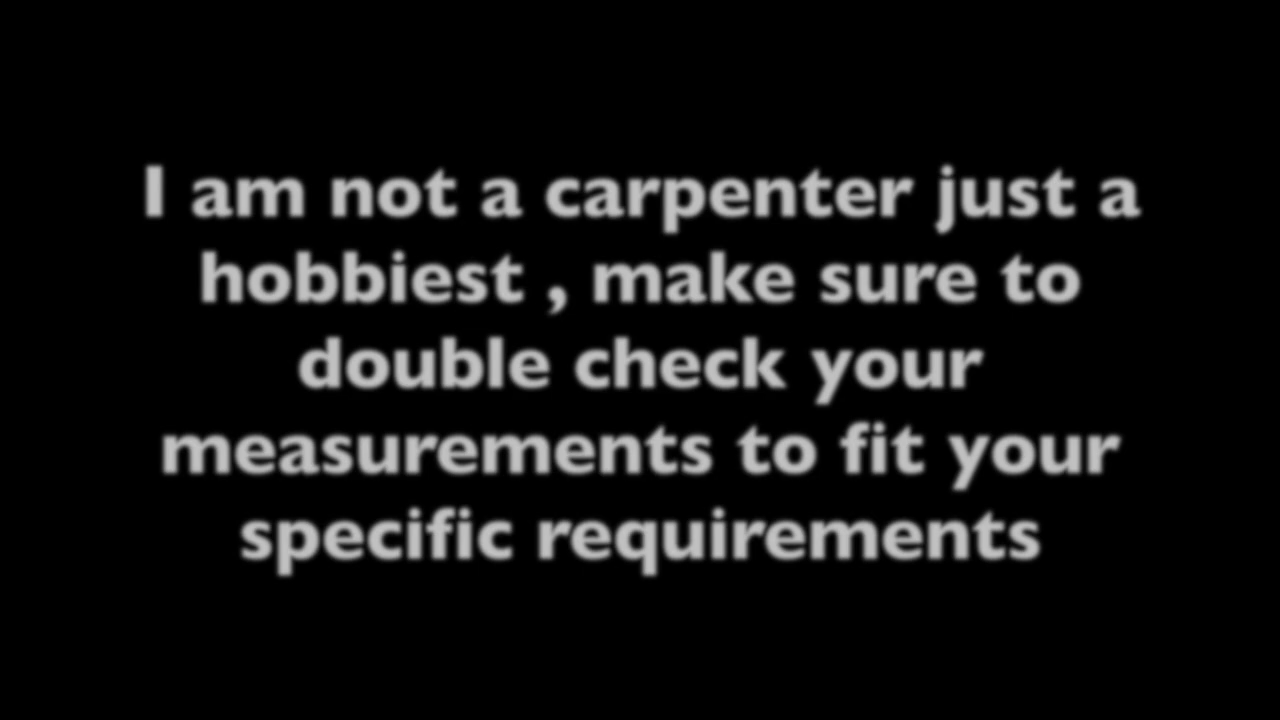 I am not a carpenter just a
hobbiest , make sure to
double check your
measurements to fit your
specific requirements